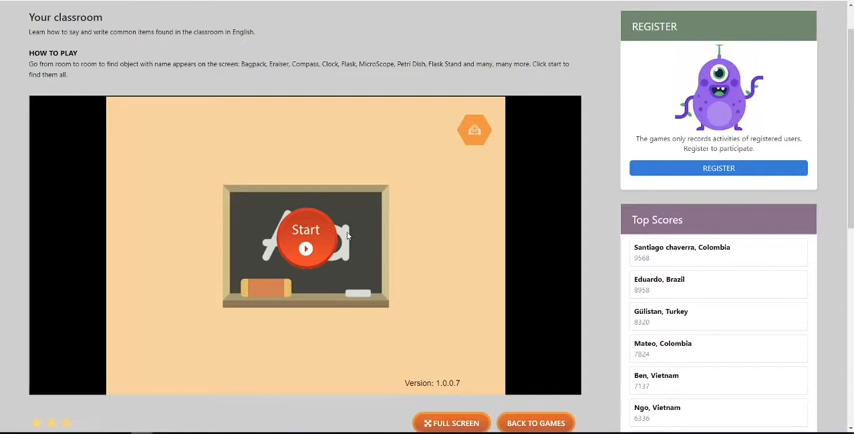 Your classroom
Learn how to say and write common items found in the classroom in English.
HOW TO PLAY
Go from room to room to find object with name appears on the screen: Bagpack, Eraiser, Compass, Clock, Flask, MicroScope, Petri Dish, Flask Stand and many, many more. Click start to
find them all.
Start
Version: 1.0.0.7
FULL SCREEN
BACK TO GAMES
REGISTER
The games only records activities of registered users.
Register to participate.
REGISTER
Top Scores
Santiago chaverra, Colombia
9568
Eduardo, Brazil
8958
Gülistan, Turkey
8320
Mateo, Colombia
7824
Ben, Vietnam
7137
Ngo, Vietnam
6336